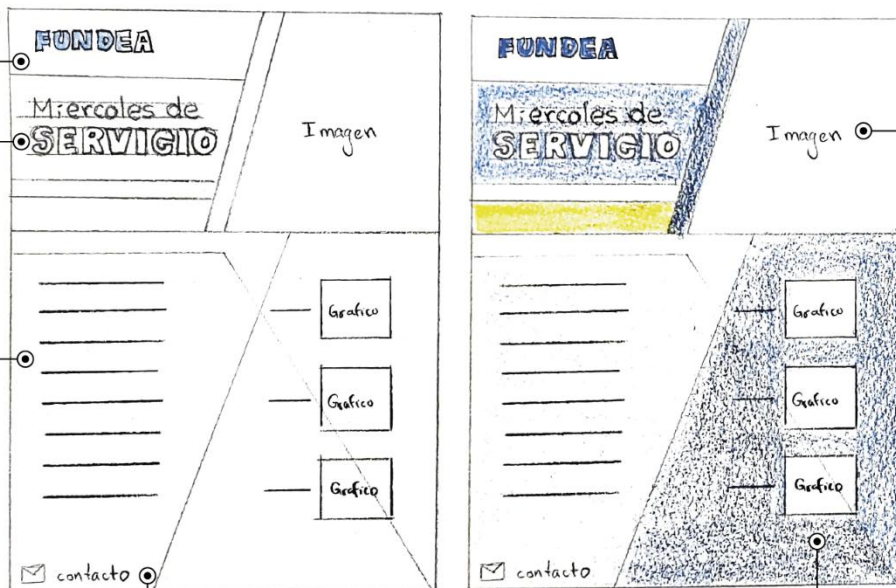 FUNDEA
Miercoles de
SERVICIO
Imagen
Grafico
Grafico
Grafico
contacto
FUNDEA
Miercoles de
SERVICIO
Imagen
Grafico
Grafico
Grafico
contacto